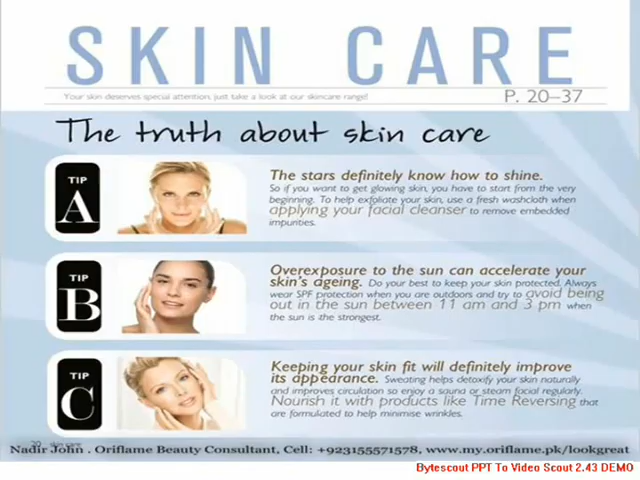 SKIN CARE
Your skin deserves special attention, just take a look at our skincare range!
P. 20–37
The truth about skin care
TIP
A
The stars definitely know how to shine.
So if you want to get glowing skin, you have to start from the very
beginning. To help exfoliate your skin, use a fresh washcloth when
applying your facial cleanser to remove embedded
impurities.
TIP
B
Overexposure to the sun can accelerate your
skin's ageing. Do your best to keep your skin protected. Always
wear SPF protection when you are outdoors and try to avoid being
out in the sun between 11 am and 3 pm when
the sun is the strongest.
TIP
C
Keeping your skin fit will definitely improve
its appearance. Sweating helps detoxify your skin naturally
and improves circulation so enjoy a sauna or steam facial regularly.
Nourish it with products like Time Reversing that
are formulated to help minimise wrinkles.
20 skin care
Nadir John . Oriflame Beauty Consultant, Cell: +923155571578, www.my.oriflame.pk/lookgreat
Bytescout PPT To Video Scout 2.43 DEMO